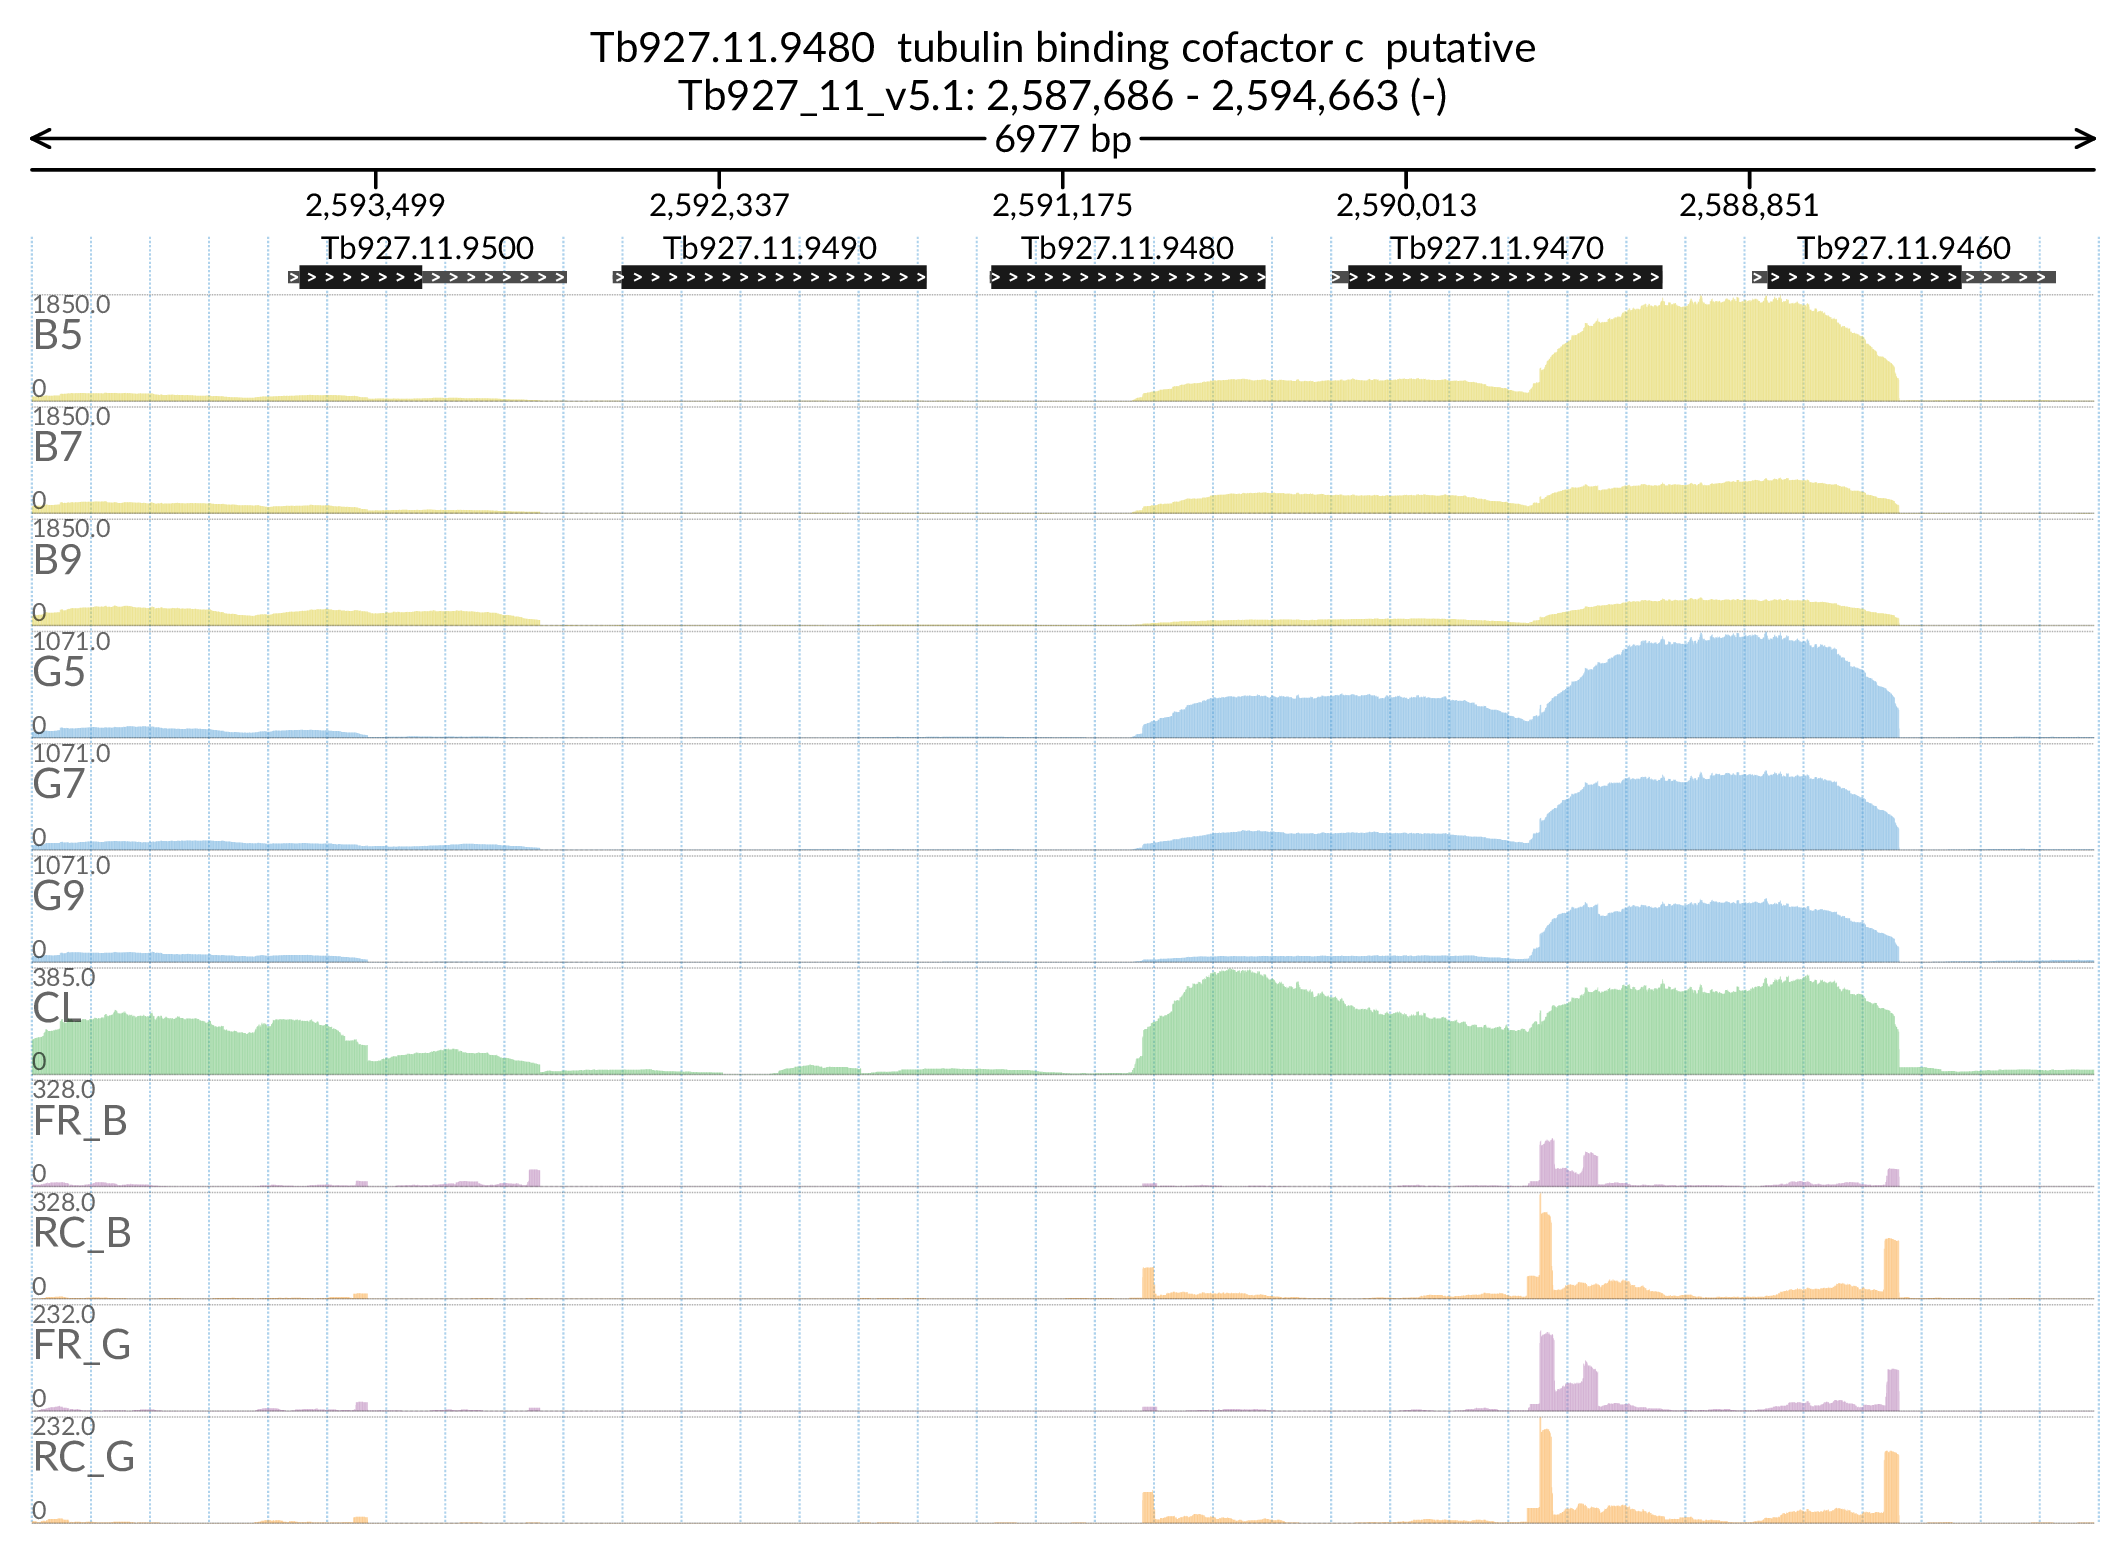 Tb927.11.9480  tubulin binding cofactor c  putative
Tb927_11_v5.1: 2,587,686 - 2,594,663 (-)
6977 bp
2,593,499 2,592,337 2,591,175 2,590,013 2,588,851
Tb927.11.9500 Tb927.11.9490 Tb927.11.9480 Tb927.11.9470 Tb927.11.9460
1850.0
B5
0
1850.0
B7
0
1850.0
B9
0
1071.0
G5
0
1071.0
G7
0
1071.0
G9
0
385.0
CL
0
328.0
FR_B
0
328.0
RC_B
0
232.0
FR_G
0
232.0
RC_G
0